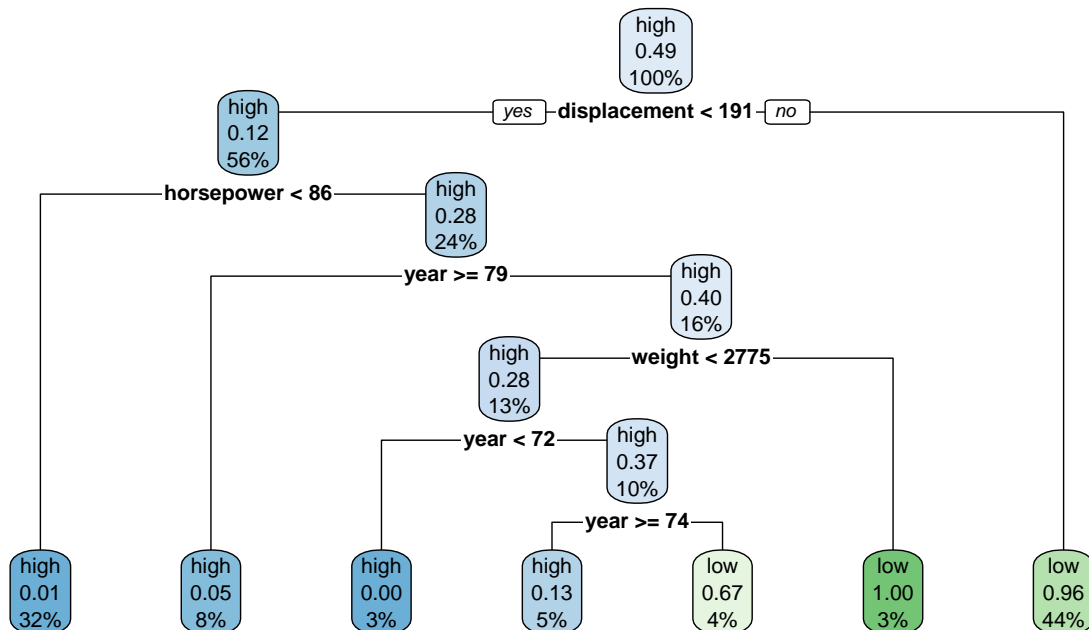 high
0.49
100%
yes displacement < 191 no
high
0.12
56%
horsepower < 86
high
0.28
24%
year >= 79
high
0.40
16%
weight < 2775
high
0.28
13%
year < 72
high
0.37
10%
year >= 74
high
0.01
32%
high
0.05
8%
high
0.00
3%
high
0.13
5%
low
0.67
4%
low
1.00
3%
low
0.96
44%